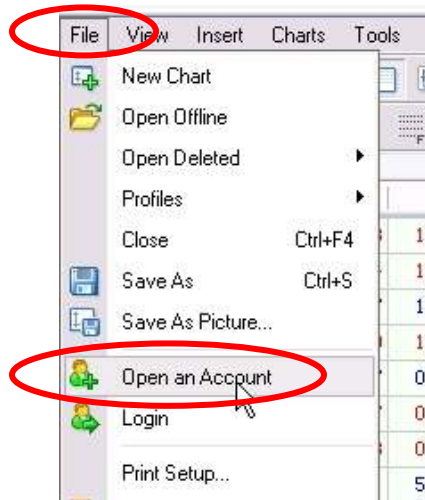 File View Insert Charts Tools
New Chart
Open Offline
Open Deleted
Profiles
Close Ctrl+F4
Save As Ctrl+S
Save As Picture...
Open an Account
Login
Print Setup...